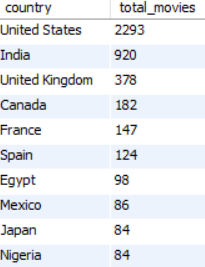 country total_movies
United States 2293
India 920
United Kingdom 378
Canada 182
France 147
Spain 124
Egypt 98
Mexico 86
Japan 84
Nigeria 84